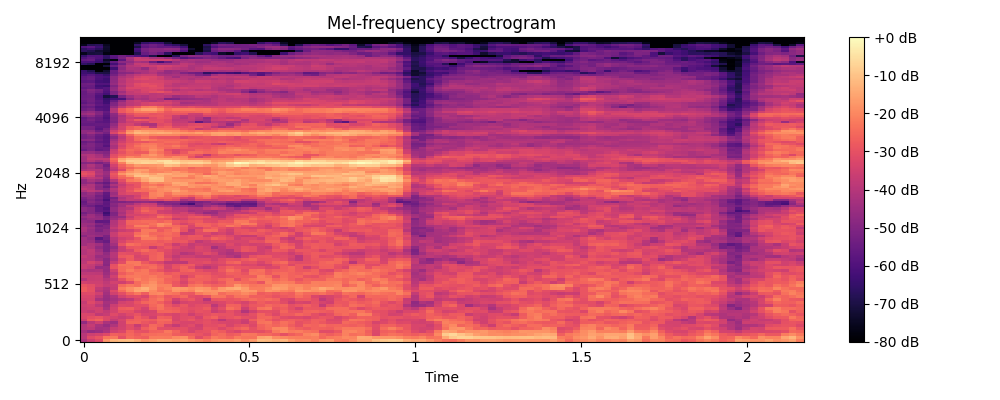 Mel-frequency spectrogram
Hz
8192
4096
2048
1024
512
0
0
0.5
1
1.5
2
Time
+0 dB
-10 dB
-20 dB
-30 dB
-40 dB
-50 dB
-60 dB
-70 dB
-80 dB